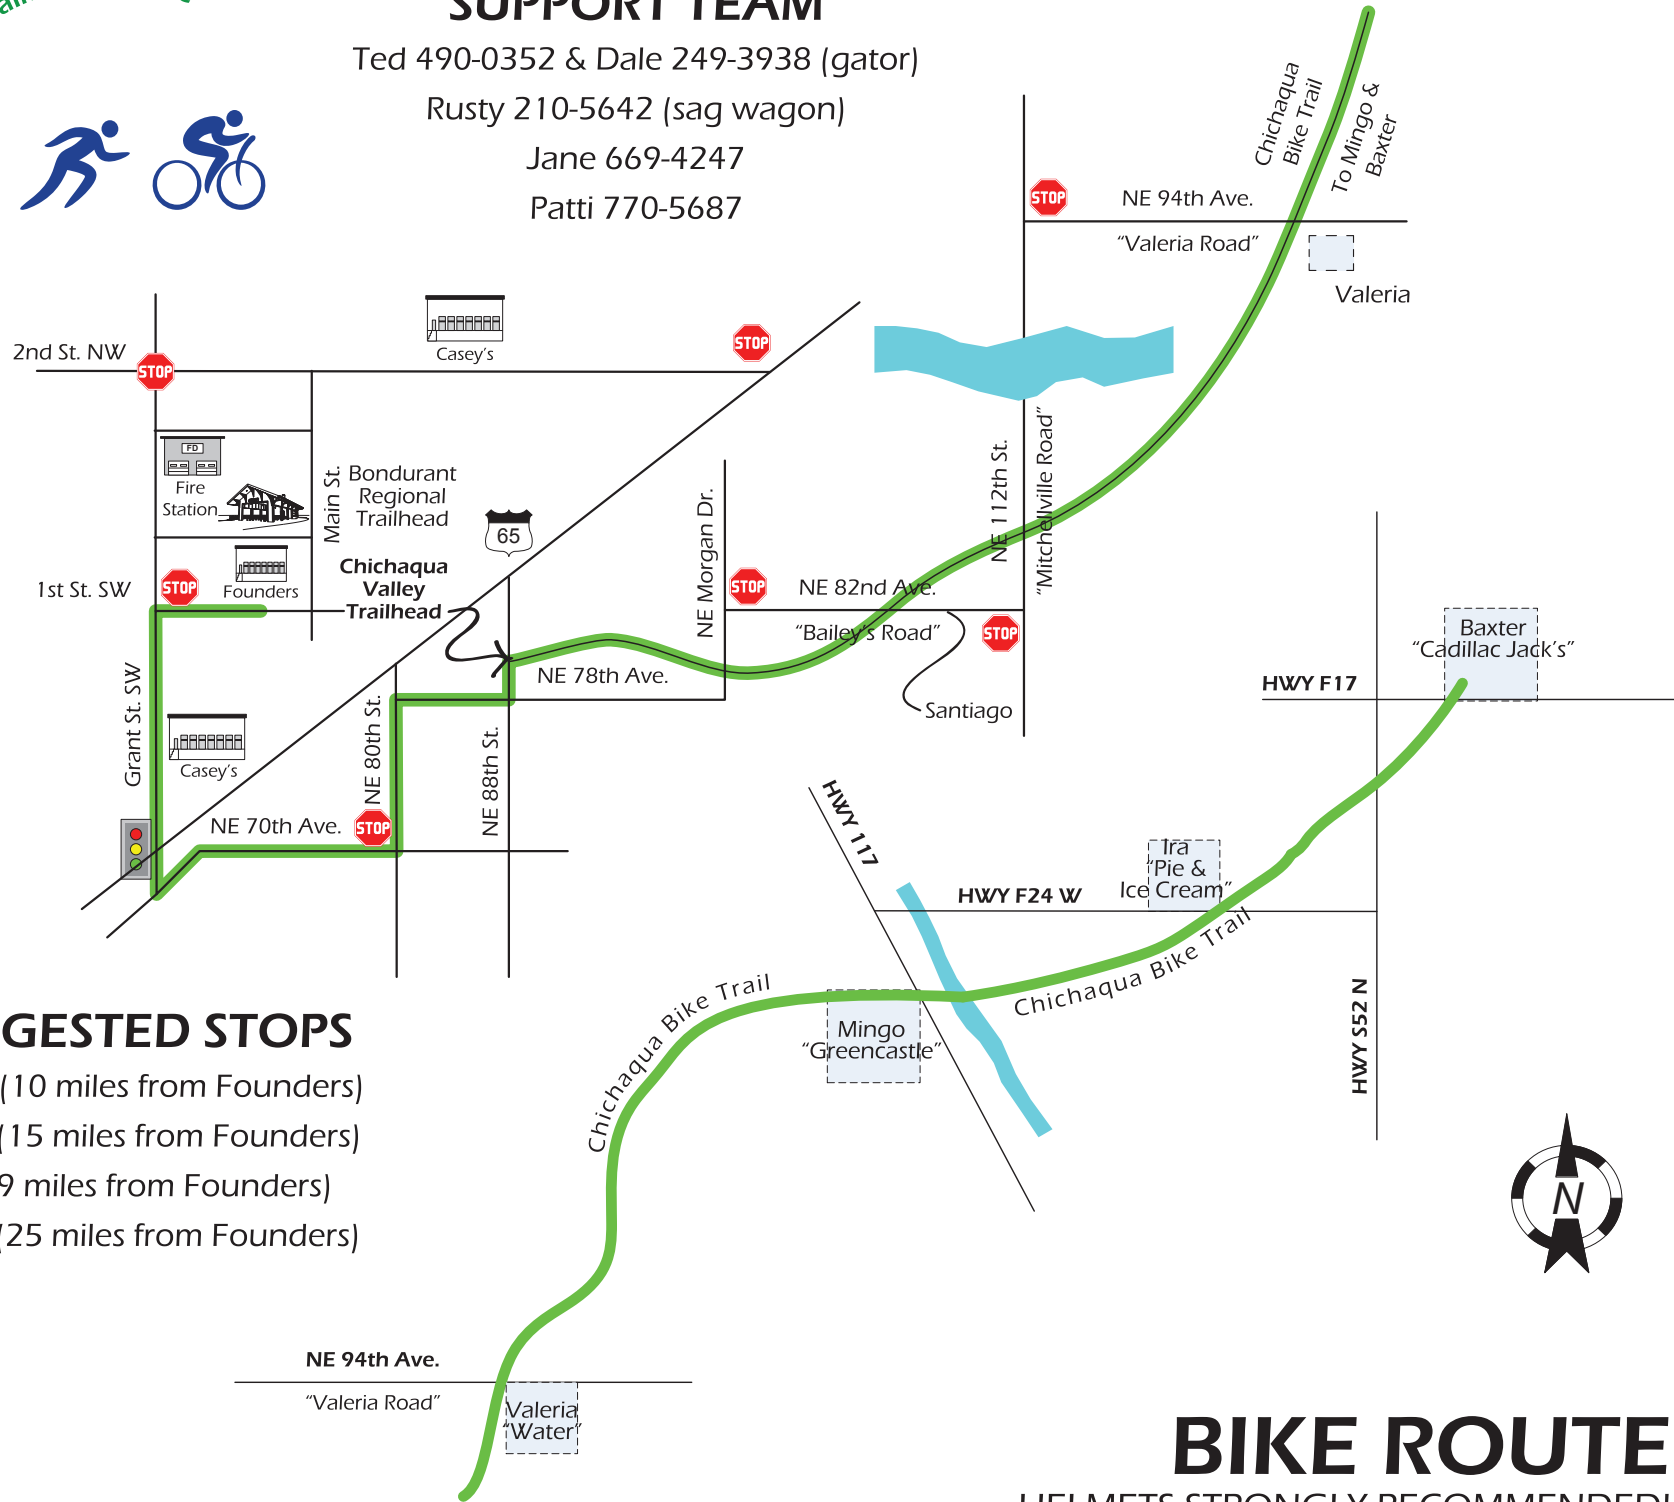 SUPPORT TEAM
Ted 490-0352 & Dale 249-3938 (gator)
Rusty 210-5642 (sag wagon)
Jane 669-4247
Patti 770-5687
Chichaqua
Bike Trail
To Mingo &
Baxter
STOP
NE 94th Ave.
“Valeria Road”
Valeria
2nd St. NW
STOP
Casey's
STOP
FD
Fire
Station
Main St.
Bondurant
Regional
Trailhead
65
NE Morgan Dr.
NE 112th St.
“Mitchellville Road”
1st St. SW
STOP
Founders
Chichaqua
Valley
Trailhead
STOP
NE 82nd Ave.
“Bailey's Road”
STOP
Santiago
NE 78th Ave.
Grant St. SW
Casey's
NE 80th St.
NE 88th St.
NE 70th Ave.
STOP
Baxter
“Cadillac Jack's”
HWY F17
HWY 117
HWY F24 W
Ira
“Pie &
Ice Cream”
Chichaqua Bike Trail
Chichaqua Bike Trail
Mingo
“Greencastle”
HWY S52 N
N
GESTED STOPS
(10 miles from Founders)
(15 miles from Founders)
9 miles from Founders)
(25 miles from Founders)
NE 94th Ave.
“Valeria Road”
Valeria
“Water”
BIKE ROUTE
HELMETS STRONGLY RECOMMENDED!